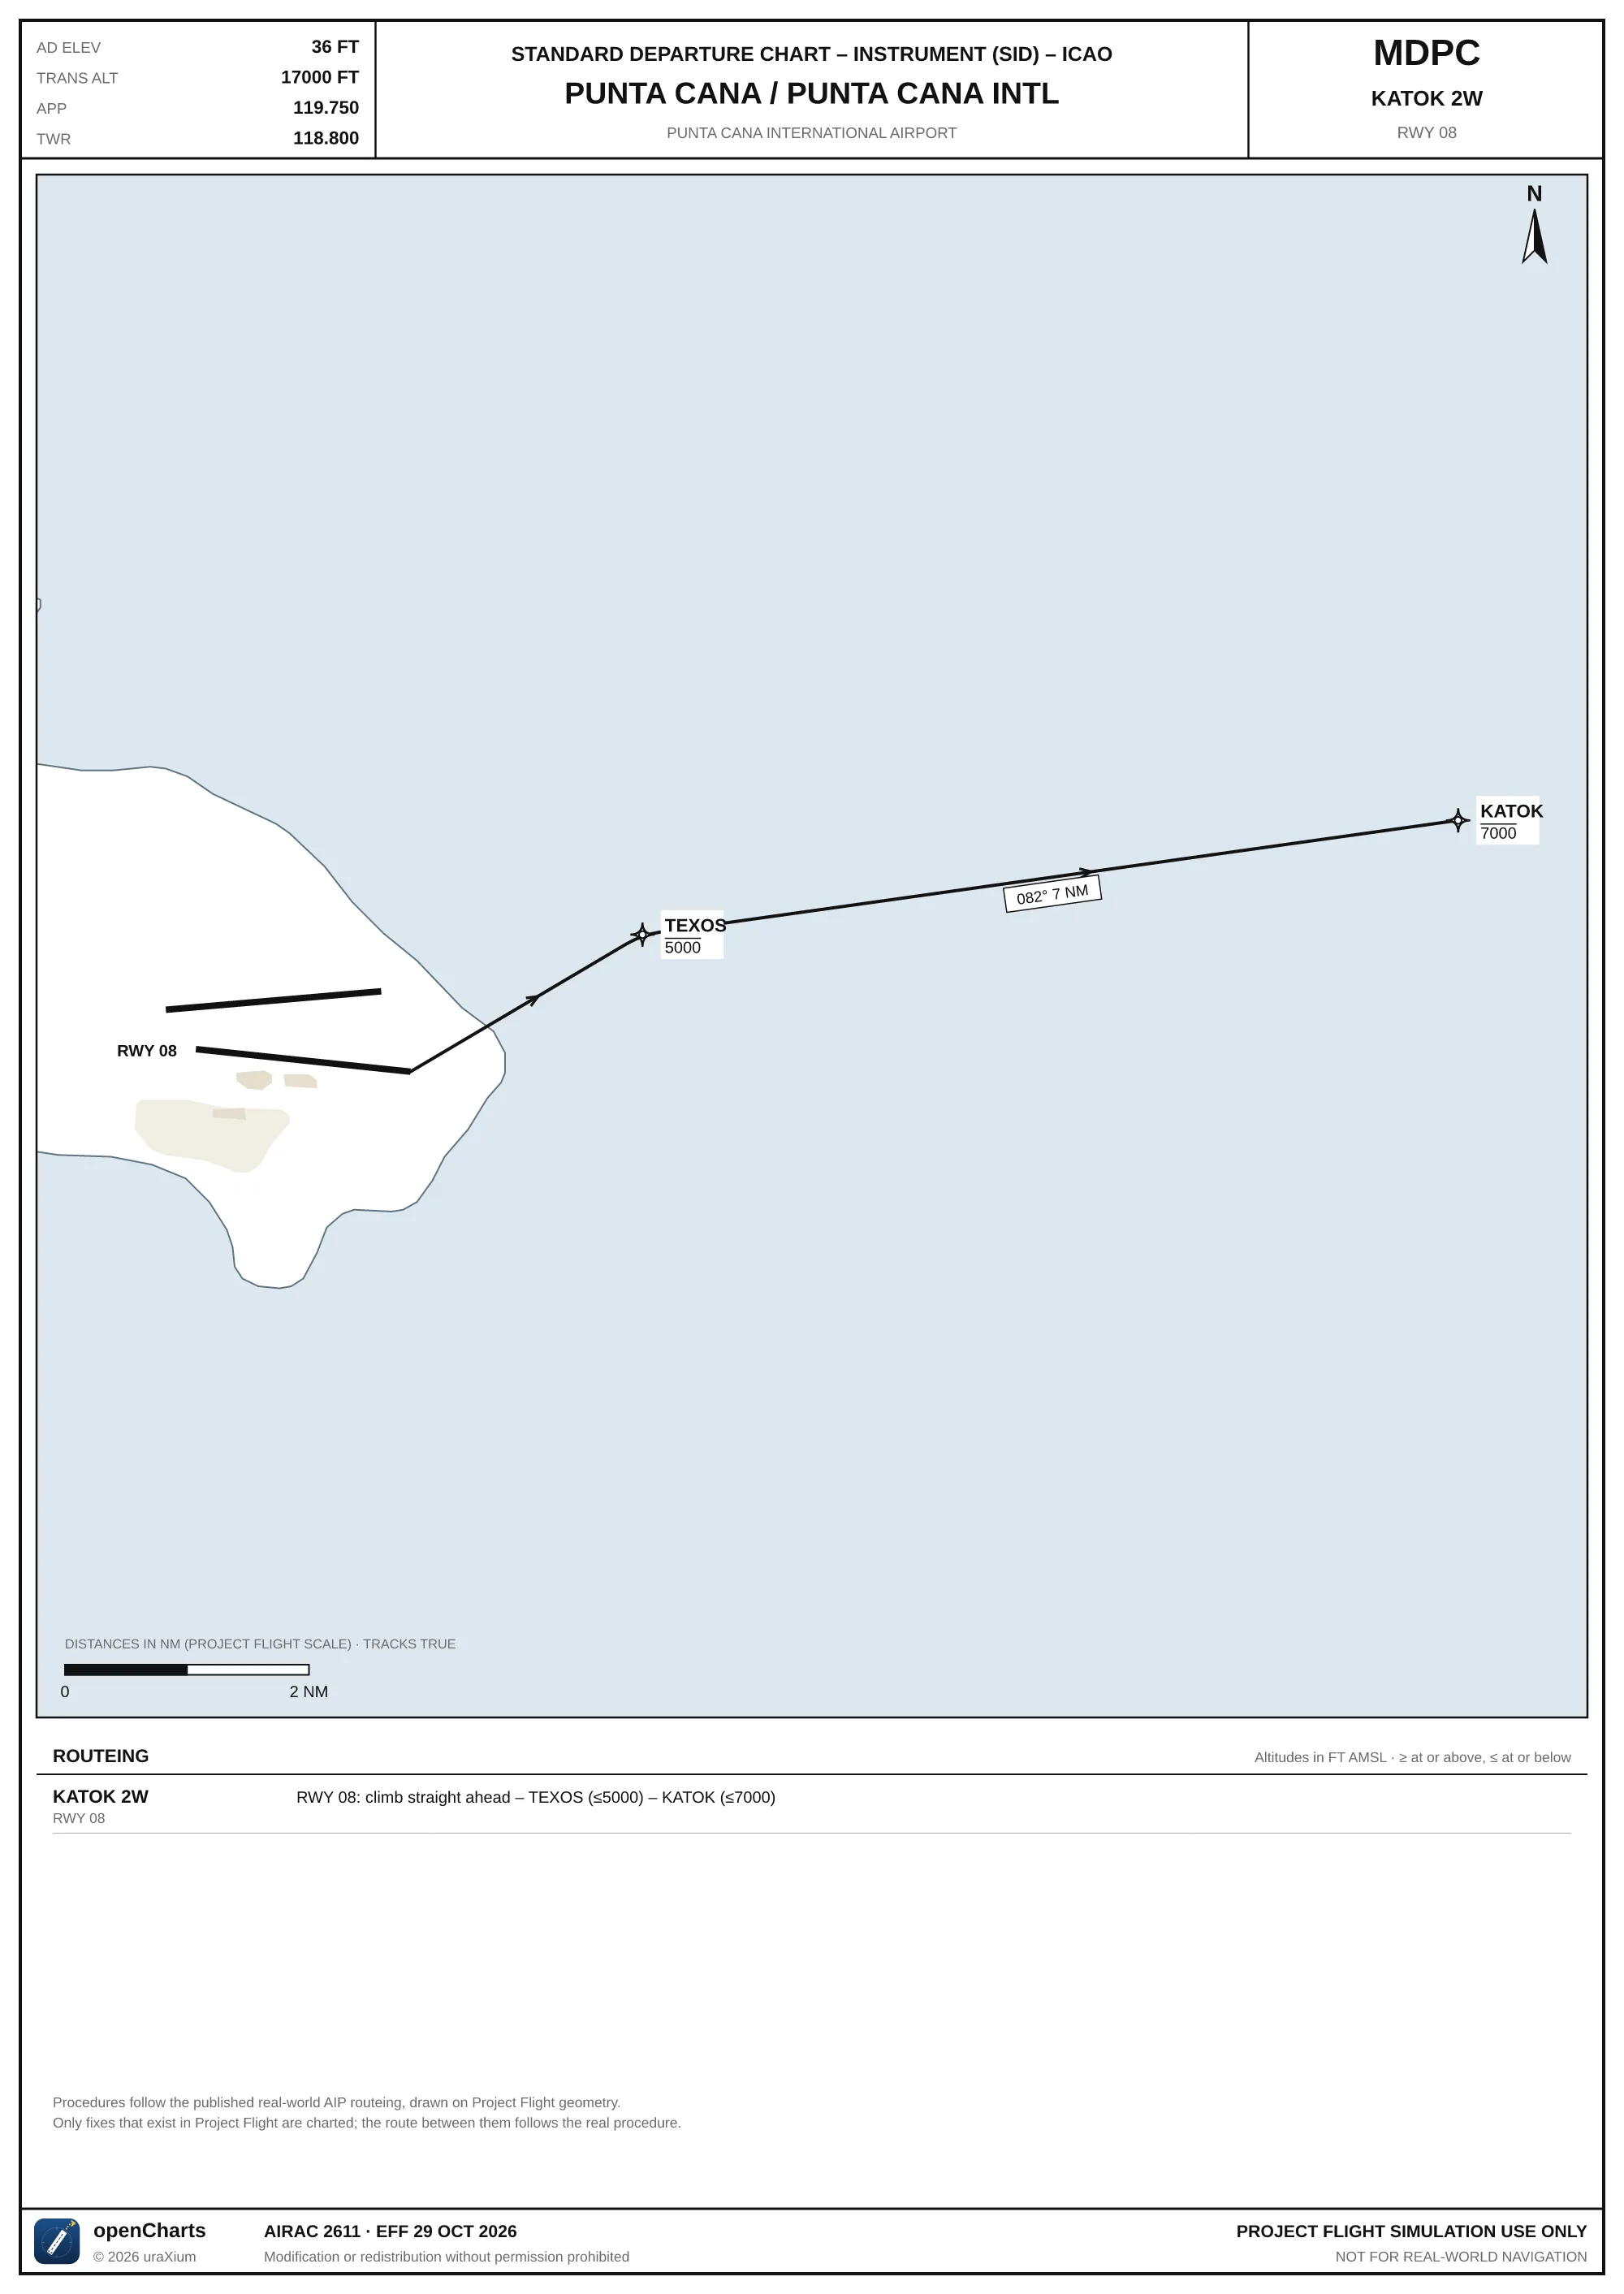 AD ELEV 36 FT
TRANS ALT 17000 FT
APP 119.750
TWR 118.800
STANDARD DEPARTURE CHART – INSTRUMENT (SID) – ICAO
PUNTA CANA / PUNTA CANA INTL
PUNTA CANA INTERNATIONAL AIRPORT
MDPC
KATOK 2W
RWY 08
N
KATOK
7000
082° 7 NM
TEXOS
5000
RWY 08
DISTANCES IN NM (PROJECT FLIGHT SCALE) · TRACKS TRUE
0 2 NM
ROUTEING
Altitudes in FT AMSL · ≥ at or above, ≤ at or below
KATOK 2W
RWY 08: climb straight ahead – TEXOS (≤5000) – KATOK (≤7000)
RWY 08
Procedures follow the published real-world AIP routeing, drawn on Project Flight geometry.
Only fixes that exist in Project Flight are charted; the route between them follows the real procedure.
openCharts
© 2026 uraXium
AIRAC 2611 · EFF 29 OCT 2026
Modification or redistribution without permission prohibited
PROJECT FLIGHT SIMULATION USE ONLY
NOT FOR REAL-WORLD NAVIGATION